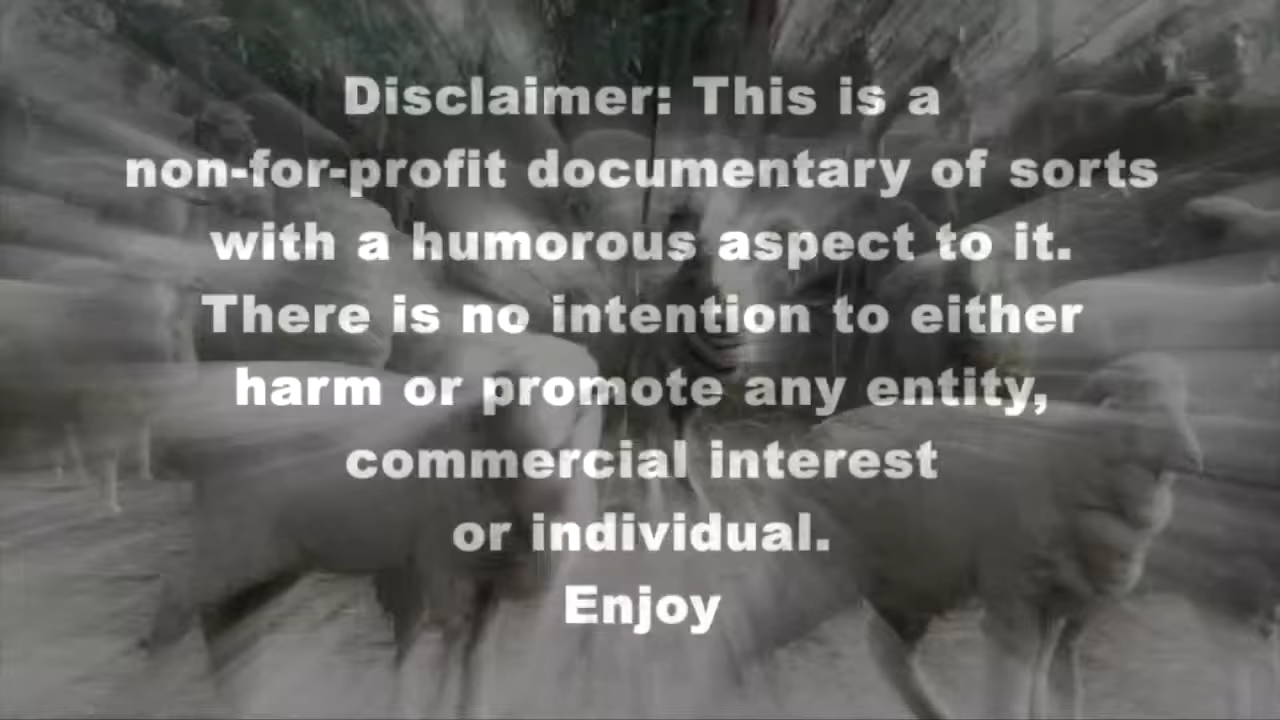 Disclaimer: This is a
non-for-profit documentary of sorts
with a humorous aspect to it.
There is no intention to either
harm or promote any entity,
commercial interest
or individual.
Enjoy